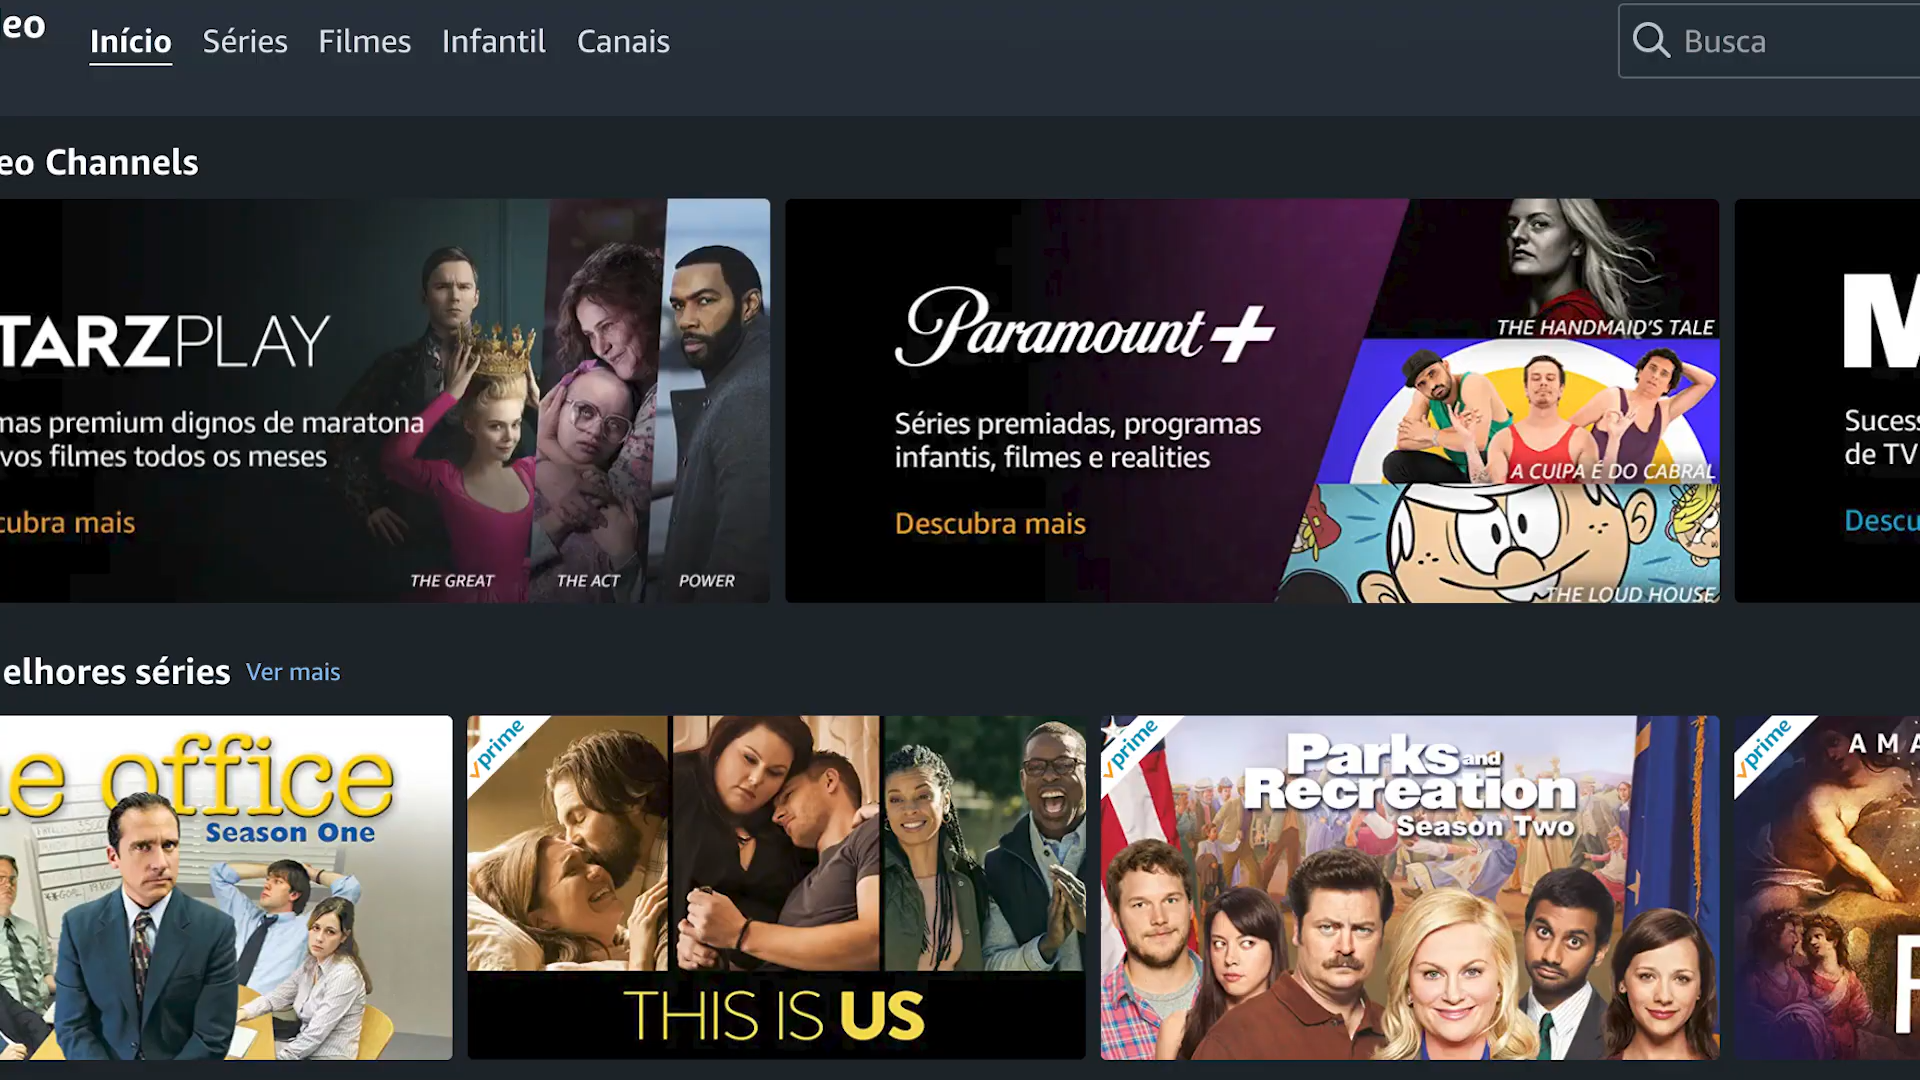 eo
Início Séries Filmes Infantil Canais
Busca
eo Channels
TARZPLAY
mas premium dignos de maratona
vos filmes todos os meses
cubra mais
THE GREAT THE ACT POWER
Paramount+
Séries premiadas, programas
infantis, filmes e realities
Descubra mais
THE HANDMAID'S TALE
A CULPA É DO CABRAL
THE LOUD HOUSE
M
Sucess
de TV
Descu
elhores séries Ver mais
e office
Season One
prime
THIS IS US
prime
Parks and
Recreation
Season Two
prime
AMA